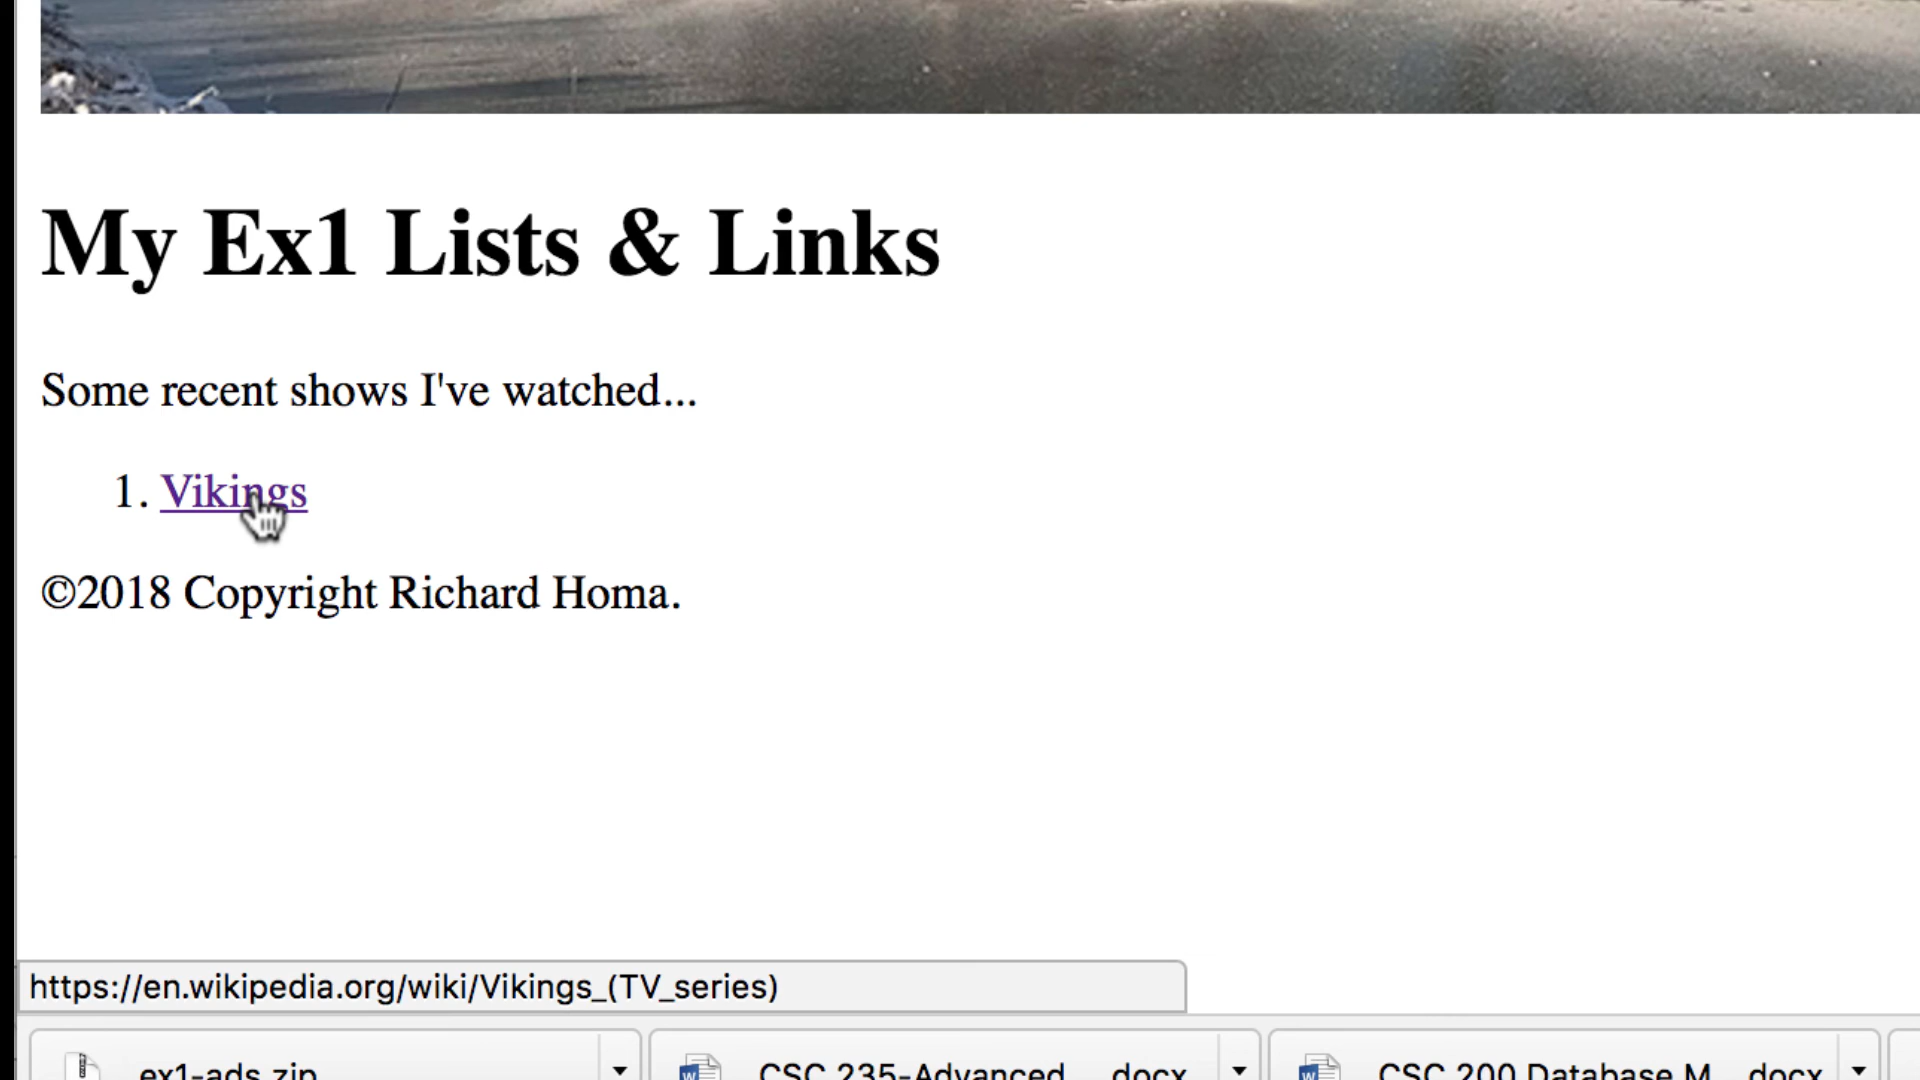 My Ex1 Lists & Links
Some recent shows I've watched...
1. Vikings
©2018 Copyright Richard Homa.
https://en.wikipedia.org/wiki/Vikings_(TV_series)
ex1-ads.zip CSC 235-Advanced....docx CSC 200 Database M....docx